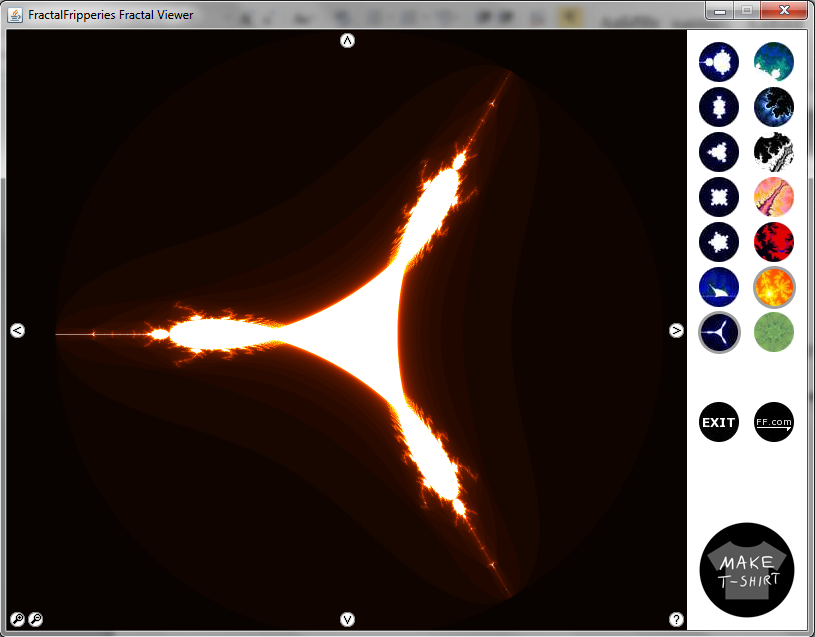 FractalFripperies Fractal Viewer
EXIT
FF.com
?
MAKE
T-SHIRT